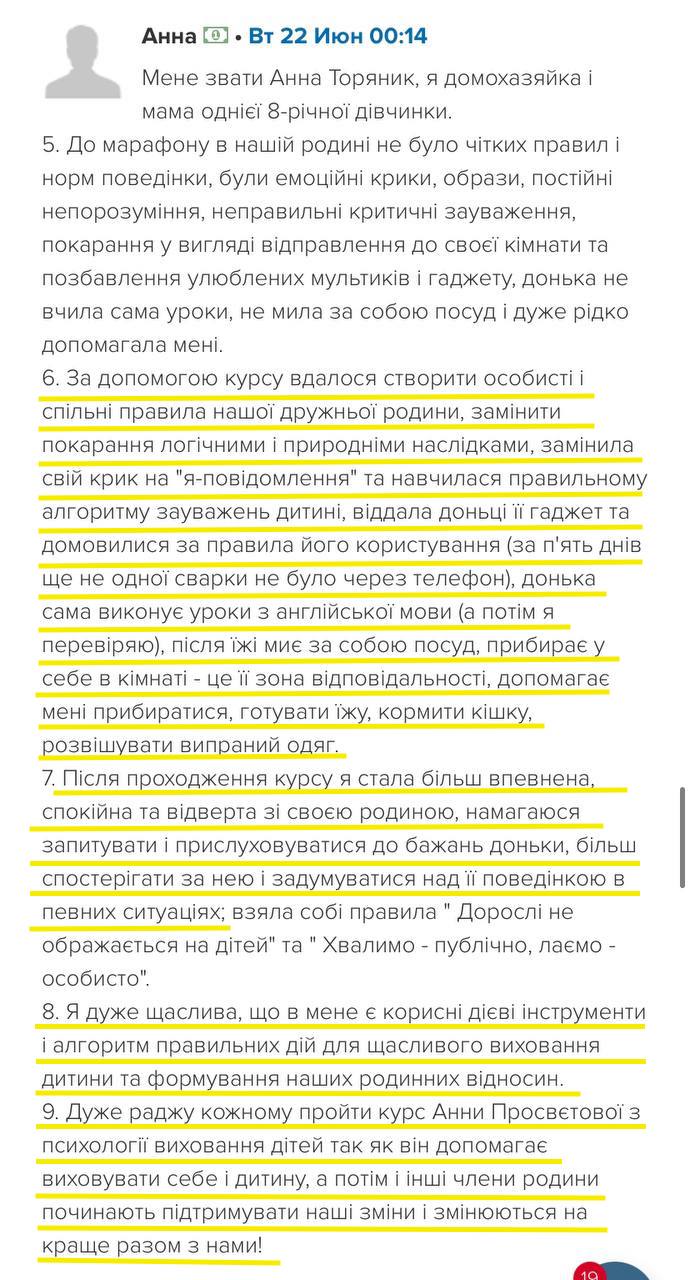 Анна • Вт 22 Июн 00:14
Мене звати Анна Торяник, я домохазяйка і
мама однієї 8-річної дівчинки.
5. До марафону в нашій родині не було чітких правил і
норм поведінки, були емоційні крики, образи, постійні
непорозуміння, неправильні критичні зауваження,
покарання у вигляді відправлення до своєї кімнати та
позбавлення улюблених мультиків і гаджету, донька не
вчила сама уроки, не мила за собою посуд і дуже рідко
допомагала мені.
6. За допомогою курсу вдалося створити особисті і
спільні правила нашої дружньої родини, замінити
покарання логічними і природніми наслідками, замінила
свій крик на "я-повідомлення" та навчилася правильному
алгоритму зауважень дитині, віддала доньці її гаджет та
домовилися за правила його користування (за п'ять днів
ще не одної сварки не було через телефон), донька
сама виконує уроки з англійської мови (а потім я
перевіряю), після їжі миє за собою посуд, прибирає у
себе в кімнаті - це її зона відповідальності, допомагає
мені прибиратися, готувати їжу, кормити кішку,
розвішувати випраний одяг.
7. Після проходження курсу я стала більш впевнена,
спокійна та відверта зі своєю родиною, намагаюся
запитувати і прислуховуватися до бажань доньки, більш
спостерігати за нею і задумуватися над її поведінкою в
певних ситуаціях; взяла собі правила " Дорослі не
ображається на дітей" та " Хвалимо - публічно, лаємо -
особисто".
8. Я дуже щаслива, що в мене є корисні дієві інструменти
і алгоритм правильних дій для щасливого виховання
дитини та формування наших родинних відносин.
9. Дуже раджу кожному пройти курс Анни Просвєтової з
психології виховання дітей так як він допомагає
виховувати себе і дитину, а потім і інші члени родини
починають підтримувати наші зміни і змінюються на
краще разом з нами!
19